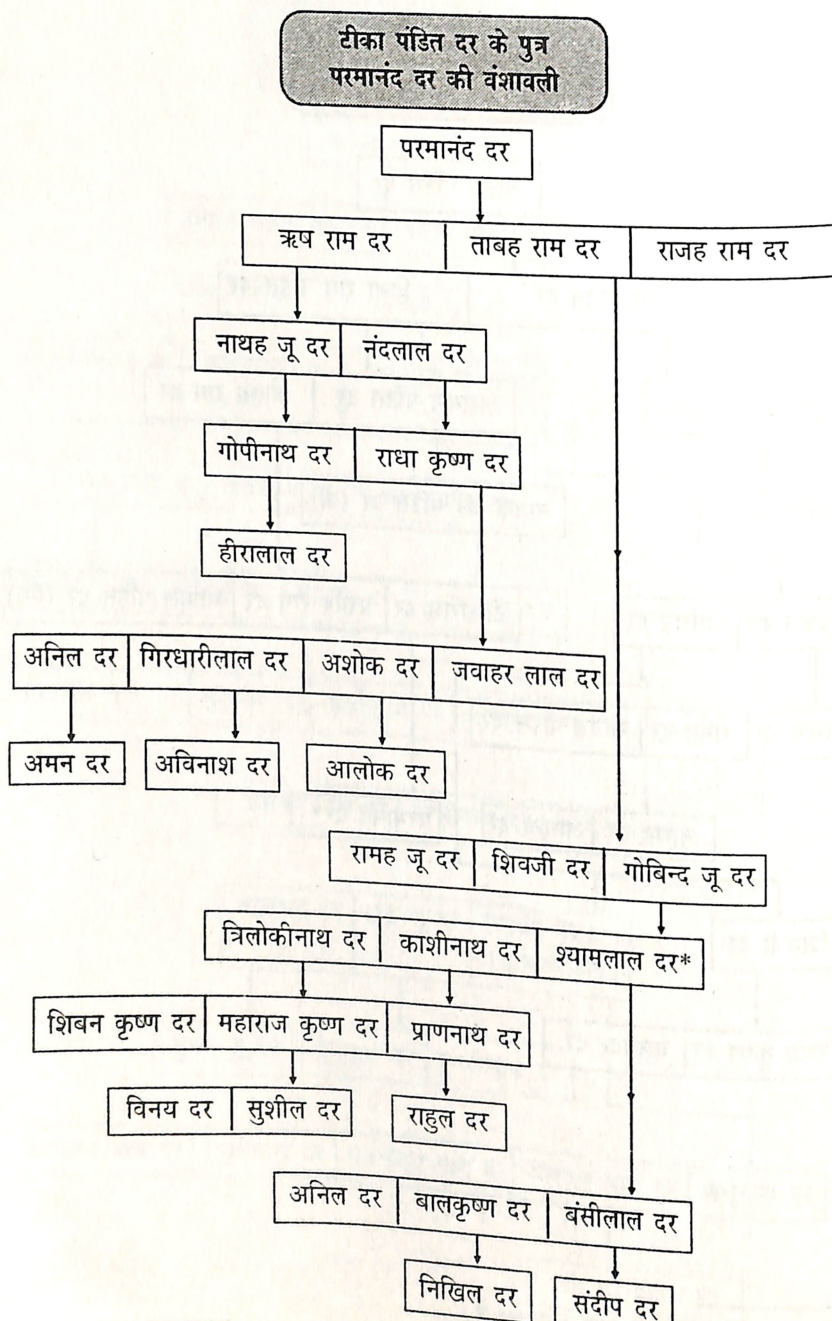 टीका पंडित दर के पुत्र
परमानंद दर की वंशावली
परमानंद दर
ऋष राम दर | ताबह राम दर | राजह राम दर
नाथह जू दर | नंदलाल दर
गोपीनाथ दर | राधा कृष्ण दर
हीरालाल दर
अनिल दर | गिरधारीलाल दर | अशोक दर | जवाहर लाल दर
अमन दर अविनाश दर आलोक दर
रामह जू दर | शिवजी दर | गोबिन्द जू दर
त्रिलोकीनाथ दर | काशीनाथ दर | श्यामलाल दर*
शिबन कृष्ण दर | महाराज कृष्ण दर | प्राणनाथ दर
विनय दर | सुशील दर राहुल दर
अनिल दर | बालकृष्ण दर | बंसीलाल दर
निखिल दर संदीप दर